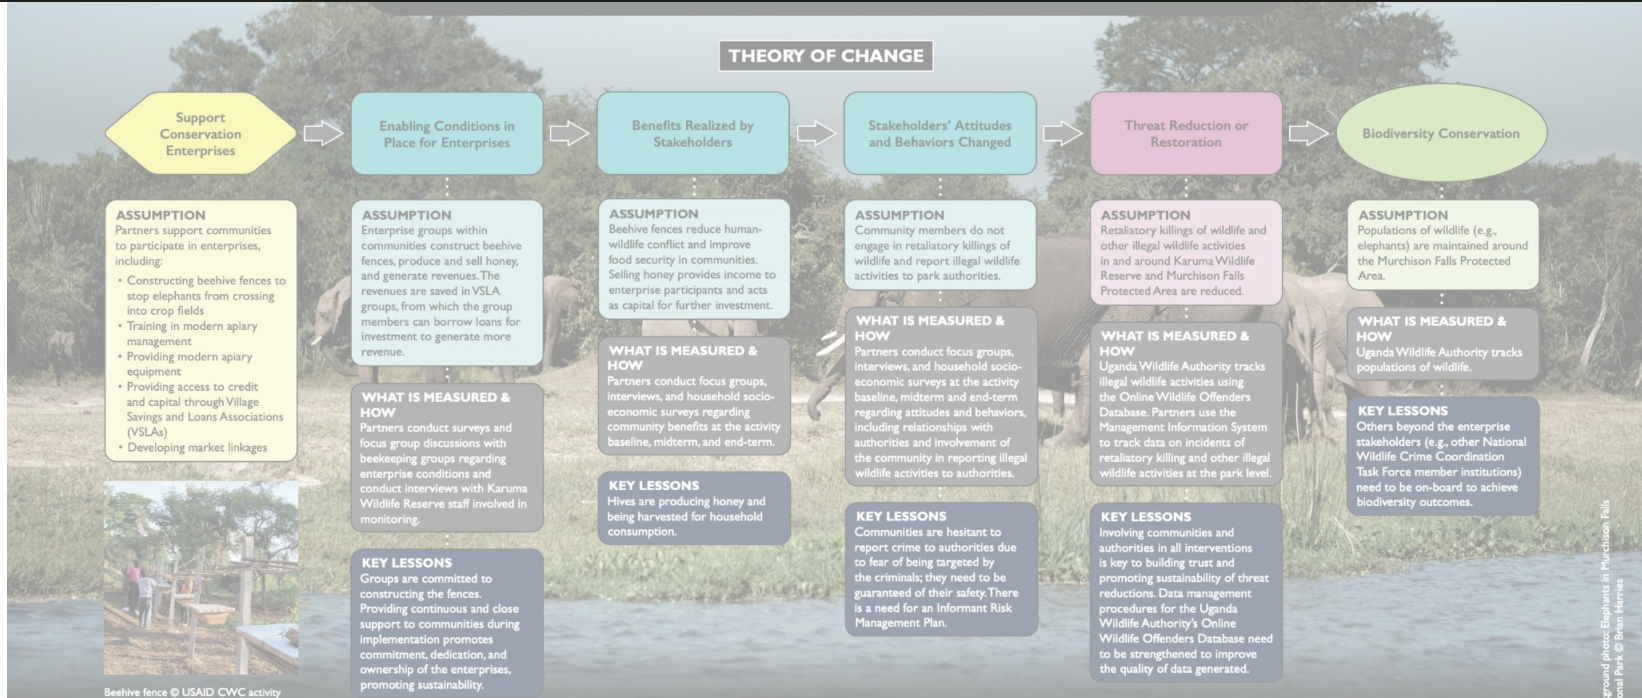 THEORY OF CHANGE
Support
Conservation
Enterprises
Enabling Conditions in
Place for Enterprises
Benefits Realized by
Stakeholders
Stakeholders' Attitudes
and Behaviors Changed
Threat Reduction or
Restoration
Biodiversity Conservation
ASSUMPTION
Partners support communities
to participate in enterprises,
including:
• Constructing beehive fences to
stop elephants from crossing
into crop fields
• Training in modern apiary
management
• Providing modern apiary
equipment
• Providing access to credit
and capital through Village
Savings and Loans Associations
(VSLAs)
• Developing market linkages
Beehive fence © USAID CWC activity
ASSUMPTION
Enterprise groups within
communities construct beehive
fences, produce and sell honey,
and generate revenues. The
revenues are saved in VSLA
groups, from which the group
members can borrow loans for
investment to generate more
revenue.
WHAT IS MEASURED &
HOW
Partners conduct surveys and
focus group discussions with
beekeeping groups regarding
enterprise conditions and
conduct interviews with Karuma
Wildlife Reserve staff involved in
monitoring.
KEY LESSONS
Groups are committed to
constructing the fences.
Providing continuous and close
support to communities during
implementation promotes
commitment, dedication, and
ownership of the enterprises,
promoting sustainability.
ASSUMPTION
Beehive fences reduce human-
wildlife conflict and improve
food security in communities.
Selling honey provides income to
enterprise participants and acts
as capital for further investment.
WHAT IS MEASURED &
HOW
Partners conduct focus groups,
interviews, and household socio-
economic surveys regarding
community benefits at the activity
baseline, midterm, and end-term.
KEY LESSONS
Hives are producing honey and
being harvested for household
consumption.
ASSUMPTION
Community members do not
engage in retaliatory killings of
wildlife and report illegal wildlife
activities to park authorities.
WHAT IS MEASURED &
HOW
Partners conduct focus groups,
interviews, and household socio-
economic surveys at the activity
baseline, midterm and end-term
regarding attitudes and behaviors,
including relationships with
authorities and involvement of
the community in reporting illegal
wildlife activities to authorities.
KEY LESSONS
Communities are hesitant to
report crime to authorities due
to fear of being targeted by
the criminals; they need to be
guaranteed of their safety. There
is a need for an Informant Risk
Management Plan.
ASSUMPTION
Retaliatory killings of wildlife and
other illegal wildlife activities
in and around Karuma Wildlife
Reserve and Murchison Falls
Protected Area are reduced.
WHAT IS MEASURED &
HOW
Uganda Wildlife Authority tracks
illegal wildlife activities using
the Online Wildlife Offenders
Database. Partners use the
Management Information System
to track data on incidents of
retaliatory killing and other illegal
wildlife activities at the park level.
KEY LESSONS
Involving communities and
authorities in all interventions
is key to building trust and
promoting sustainability of threat
reductions. Data management
procedures for the Uganda
Wildlife Authority's Online
Wildlife Offenders Database need
to be strengthened to improve
the quality of data generated.
ASSUMPTION
Populations of wildlife (e.g.,
elephants) are maintained around
the Murchison Falls Protected
Area.
WHAT IS MEASURED &
HOW
Uganda Wildlife Authority tracks
populations of wildlife.
KEY LESSONS
Others beyond the enterprise
stakeholders (e.g., other National
Wildlife Crime Coordination
Task Force member institutions)
need to be on-board to achieve
biodiversity outcomes.
ground photo: Elephants in Murchison Falls
onal Park © Brian Harries